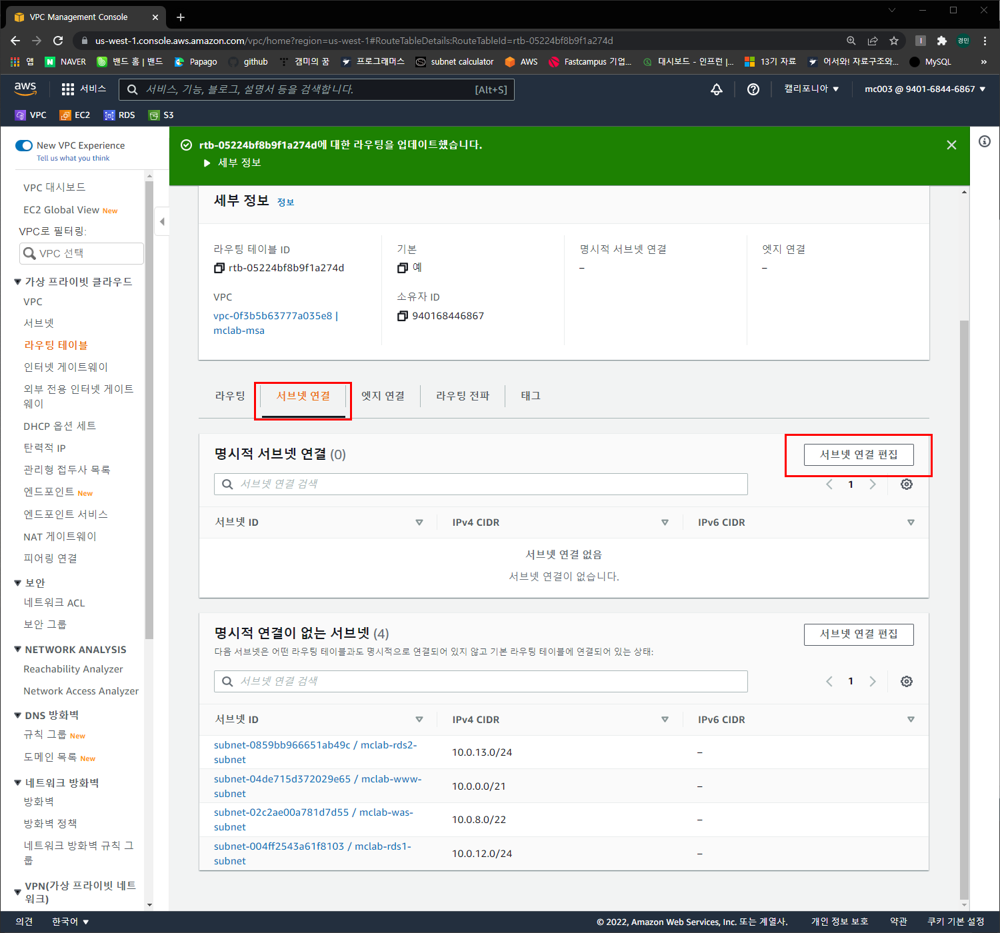 VPC Management Console
us-west-1.console.aws.amazon.com/vpc/home?region=us-west-1#RouteTableDetails:RouteTableId=rtb-05224bf8b9f1a274d
경민
앱 NAVER 밴드 홈 | 밴드 Papago github 캠미의 꿈 프로그래머스 subnet calculator AWS Fastcampus 기업... 대시보드 - 인프런 |... 13기 자료 어서와! 자료구조와... MySQL »
aws 서비스 서비스, 기능, 블로그, 설명서 등을 검색합니다. [Alt+S] 캘리포니아 mc003 @ 9401-6844-6867
VPC EC2 RDS S3
New VPC Experience
Tell us what you think
VPC 대시보드
EC2 Global View New
VPC로 필터링:
VPC 선택
가상 프라이빗 클라우드
VPC
서브넷
라우팅 테이블
인터넷 게이트웨이
외부 전용 인터넷 게이트
웨이
DHCP 옵션 세트
탄력적 IP
관리형 접두사 목록
엔드포인트 New
엔드포인트 서비스
NAT 게이트웨이
피어링 연결
보안
네트워크 ACL
보안 그룹
NETWORK ANALYSIS
Reachability Analyzer
Network Access Analyzer
DNS 방화벽
규칙 그룹 New
도메인 목록 New
네트워크 방화벽
방화벽
방화벽 정책
네트워크 방화벽 규칙 그
룹
VPN(가상 프라이빗 네트
워크)
rtb-05224bf8b9f1a274d에 대한 라우팅을 업데이트했습니다.
세부 정보
세부 정보 정보
라우팅 테이블 ID
rtb-05224bf8b9f1a274d
기본
예
명시적 서브넷 연결
–
엣지 연결
–
VPC
vpc-0f3b5b63777a035e8 |
mclab-msa
소유자 ID
940168446867
라우팅 서브넷 연결 엣지 연결 라우팅 전파 태그
명시적 서브넷 연결 (0) 서브넷 연결 편집
서브넷 연결 검색 1
서브넷 ID IPv4 CIDR IPv6 CIDR
서브넷 연결 없음
서브넷 연결이 없습니다.
명시적 연결이 없는 서브넷 (4) 서브넷 연결 편집
다음 서브넷은 어떤 라우팅 테이블과도 명시적으로 연결되어 있지 않고 기본 라우팅 테이블에 연결되어 있는 상태:
서브넷 연결 검색 1
서브넷 ID IPv4 CIDR IPv6 CIDR
subnet-0859bb966651ab49c / mclab-rds2-
subnet
10.0.13.0/24 –
subnet-04de715d372029e65 / mclab-www-
subnet
10.0.0.0/21 –
subnet-02c2ae00a781d7d55 / mclab-was-
subnet
10.0.8.0/22 –
subnet-004ff2543a61f8103 / mclab-rds1-
subnet
10.0.12.0/24 –
의견 한국어 © 2022, Amazon Web Services, Inc. 또는 계열사. 개인 정보 보호 약관 쿠키 기본 설정